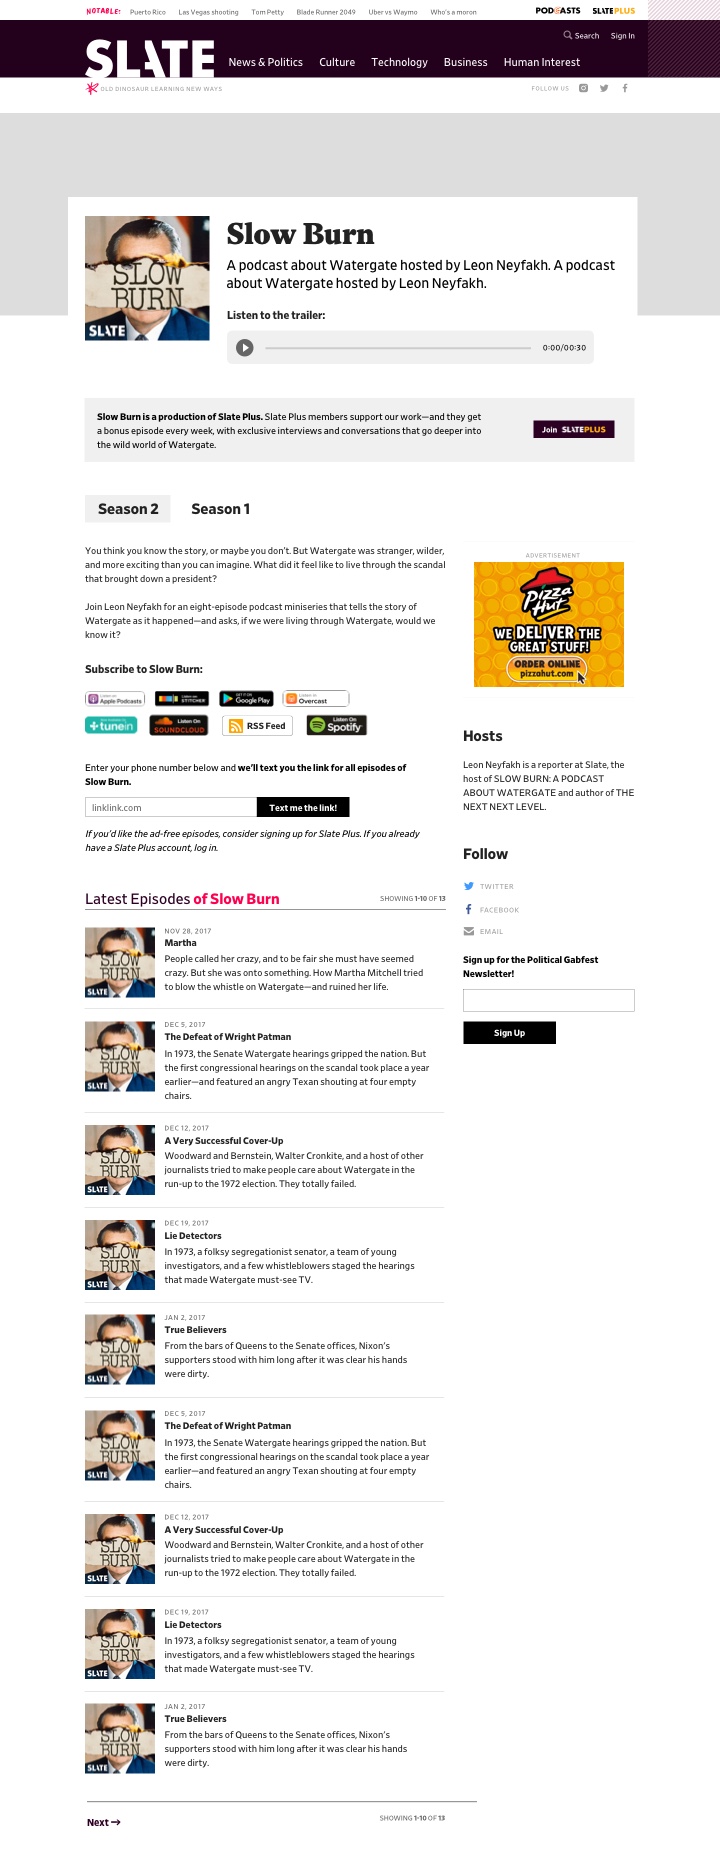 NOTABLE:
Puerto Rico
Las Vegas shooting
Tom Petty
Blade Runner 2049
Uber vs Waymo
Who's a moron
PODCASTS
SLATEPLUS
Search
Sign In
SLATE
News & Politics
Culture
Technology
Business
Human Interest
OLD DINOSAUR LEARNING NEW WAYS
FOLLOW US
SLOW
BURN
SLATE
Slow Burn
A podcast about Watergate hosted by Leon Neyfakh. A podcast
about Watergate hosted by Leon Neyfakh.
Listen to the trailer:
0:00/00:30
Slow Burn is a production of Slate Plus. Slate Plus members support our work—and they get
a bonus episode every week, with exclusive interviews and conversations that go deeper into
the wild world of Watergate.
Join SLATEPLUS
Season 2
Season 1
You think you know the story, or maybe you don't. But Watergate was stranger, wilder,
and more exciting than you can imagine. What did it feel like to live through the scandal
that brought down a president?
Join Leon Neyfakh for an eight-episode podcast miniseries that tells the story of
Watergate as it happened—and asks, if we were living through Watergate, would we
know it?
Subscribe to Slow Burn:
Listen on
Apple Podcasts
Listen on
STITCHER
GET IT ON
Google Play
Listen in
Overcast
tunein
Listen On
SOUNDCLOUD
RSS Feed
Listen On
Spotify
Enter your phone number below and we'll text you the link for all episodes of
Slow Burn.
linklink.com
Text me the link!
If you'd like the ad-free episodes, consider signing up for Slate Plus. If you already
have a Slate Plus account, log in.
Latest Episodes of Slow Burn
SHOWING 1-10 OF 13
SLOW
BURN
SLATE
NOV 28, 2017
Martha
People called her crazy, and to be fair she must have seemed
crazy. But she was onto something. How Martha Mitchell tried
to blow the whistle on Watergate—and ruined her life.
SLOW
BURN
SLATE
DEC 5, 2017
The Defeat of Wright Patman
In 1973, the Senate Watergate hearings gripped the nation. But
the first congressional hearings on the scandal took place a year
earlier—and featured an angry Texan shouting at four empty
chairs.
SLOW
BURN
SLATE
DEC 12, 2017
A Very Successful Cover-Up
Woodward and Bernstein, Walter Cronkite, and a host of other
journalists tried to make people care about Watergate in the
run-up to the 1972 election. They totally failed.
SLOW
BURN
SLATE
DEC 19, 2017
Lie Detectors
In 1973, a folksy segregationist senator, a team of young
investigators, and a few whistleblowers staged the hearings
that made Watergate must-see TV.
SLOW
BURN
SLATE
JAN 2, 2017
True Believers
From the bars of Queens to the Senate offices, Nixon's
supporters stood with him long after it was clear his hands
were dirty.
SLOW
BURN
SLATE
DEC 5, 2017
The Defeat of Wright Patman
In 1973, the Senate Watergate hearings gripped the nation. But
the first congressional hearings on the scandal took place a year
earlier—and featured an angry Texan shouting at four empty
chairs.
SLOW
BURN
SLATE
DEC 12, 2017
A Very Successful Cover-Up
Woodward and Bernstein, Walter Cronkite, and a host of other
journalists tried to make people care about Watergate in the
run-up to the 1972 election. They totally failed.
SLOW
BURN
SLATE
DEC 19, 2017
Lie Detectors
In 1973, a folksy segregationist senator, a team of young
investigators, and a few whistleblowers staged the hearings
that made Watergate must-see TV.
SLOW
BURN
SLATE
JAN 2, 2017
True Believers
From the bars of Queens to the Senate offices, Nixon's
supporters stood with him long after it was clear his hands
were dirty.
Next →
SHOWING 1-10 OF 13
ADVERTISEMENT
Pizza
Hut
WE DELIVER THE
GREAT STUFF!
ORDER ONLINE
pizzahut.com
Hosts
Leon Neyfakh is a reporter at Slate, the
host of SLOW BURN: A PODCAST
ABOUT WATERGATE and author of THE
NEXT NEXT LEVEL.
Follow
TWITTER
FACEBOOK
EMAIL
Sign up for the Political Gabfest
Newsletter!
Sign Up